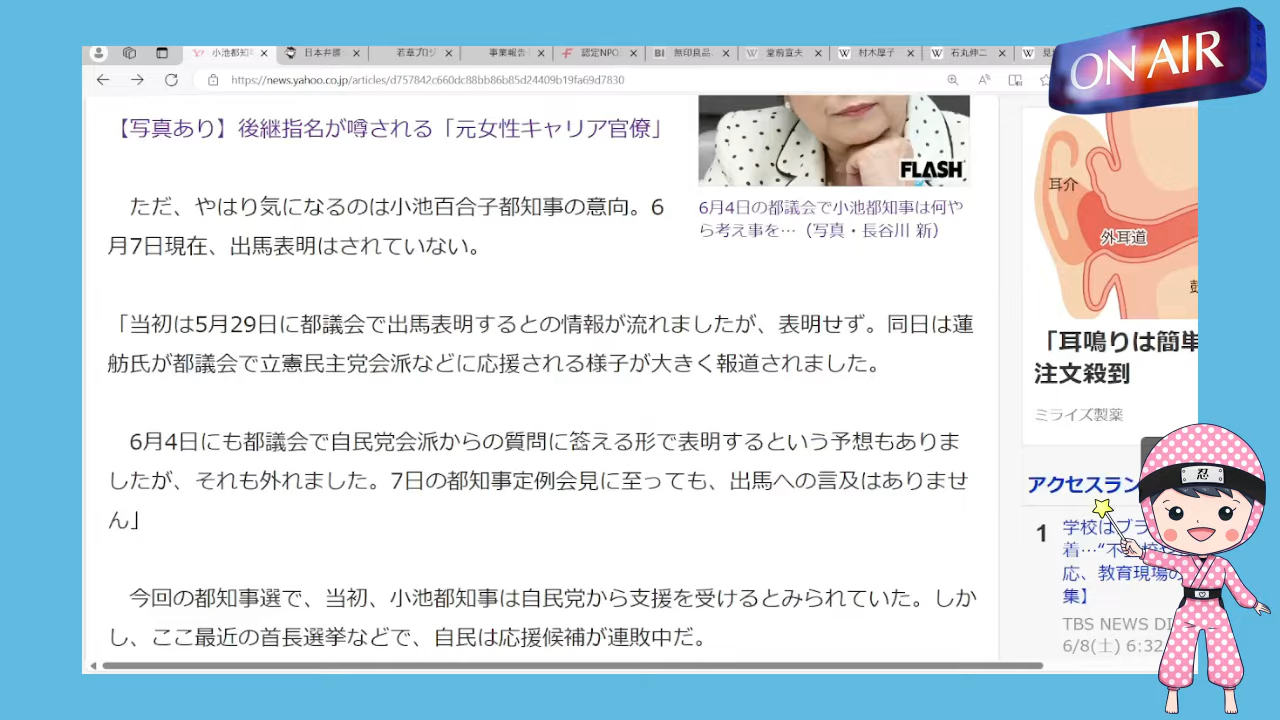 小池都知事
日本弁護
若草プロジ
事業報告
認定NPO
無印良品
堂前宣夫
村木厚子
石丸伸二
ON AIR
https://news.yahoo.co.jp/articles/d757842c660dc88bb86b85d24409b19fa69d7830
【写真あり】後継指名が噂される「元女性キャリア官僚」
FLASH
6月4日の都議会で小池都知事は何や
ら考え事を…（写真・長谷川 新）
ただ、やはり気になるのは小池百合子都知事の意向。6
月7日現在、出馬表明はされていない。
「当初は5月29日に都議会で出馬表明するとの情報が流れましたが、表明せず。同日は蓮
舫氏が都議会で立憲民主党会派などに応援される様子が大きく報道されました。
6月4日にも都議会で自民党会派からの質問に答える形で表明するという予想もありま
したが、それも外れました。7日の都知事定例会見に至っても、出馬への言及はありませ
ん」
今回の都知事選で、当初、小池都知事は自民党から支援を受けるとみられていた。しか
し、ここ最近の首長選挙などで、自民は応援候補が連敗中だ。
耳介
外耳道
「耳鳴りは簡単
注文殺到
ミライズ製薬
アクセスラン
1
学校はブラ
着…“不
応、教育現場の
集】
TBS NEWS DI
6/8(土) 6:32
忍